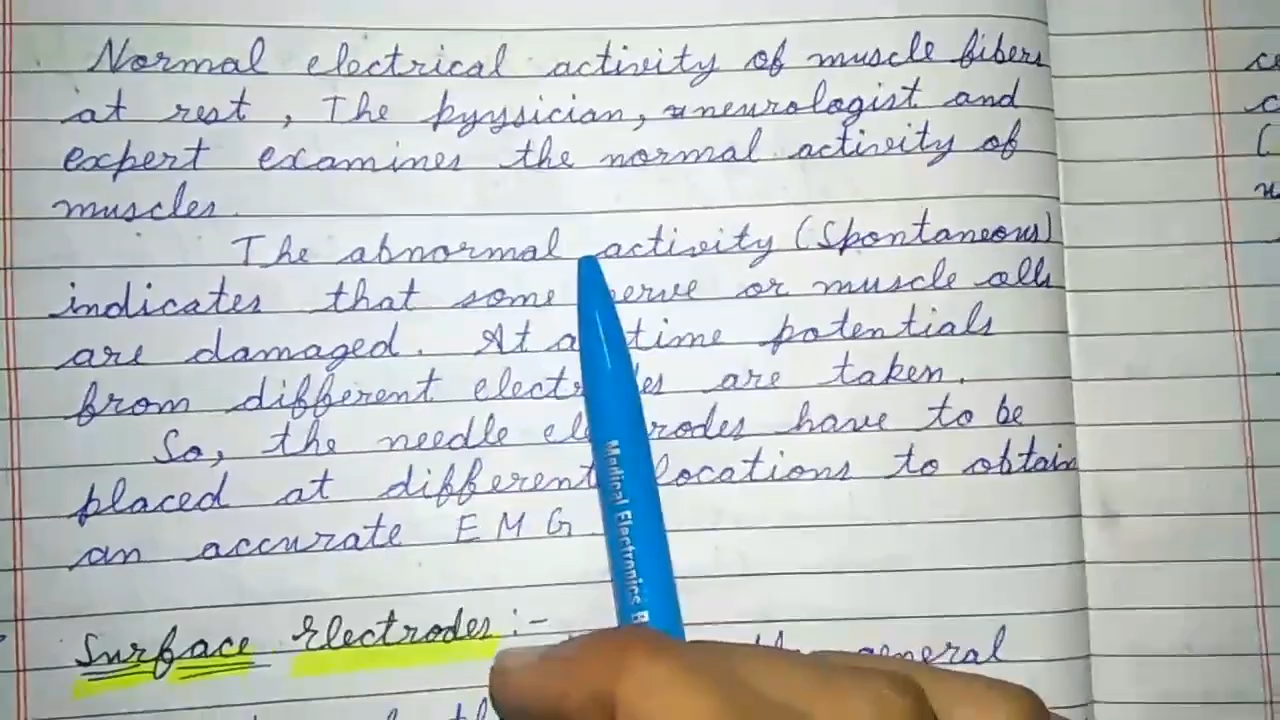 Normal electrical activity of muscle fibers
at rest, The pyysician, neurologist and
expert examines the normal activity of
muscles.
The abnormal activity (Spontaneous)
indicates that some nerve or muscle cells
are damaged. At a time potentials
from different electrodes are taken.
So, the needle electrodes have to be
placed at different locations to obtain
an accurate EMG
Surface Electrodes :-
general
Medical Electronics